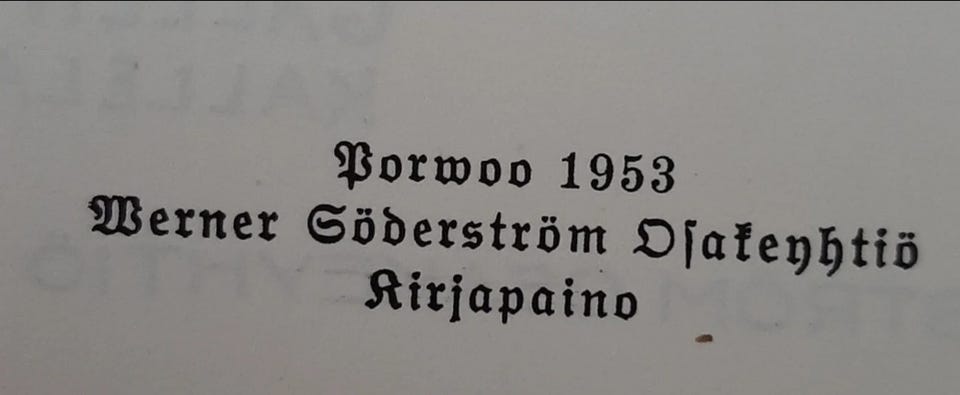 Porwoo 1953
Werner Söderström Oſakeyhtiö
Kirjapaino